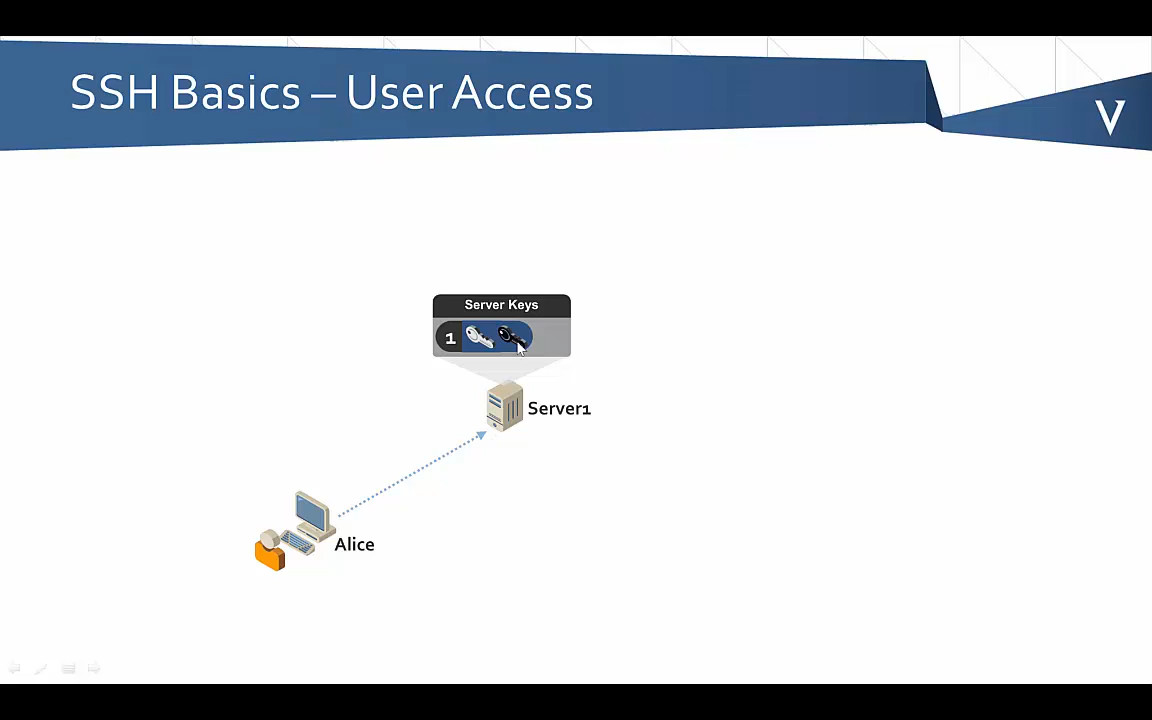 SSH Basics – User Access
V
Server Keys
1
Server1
Alice